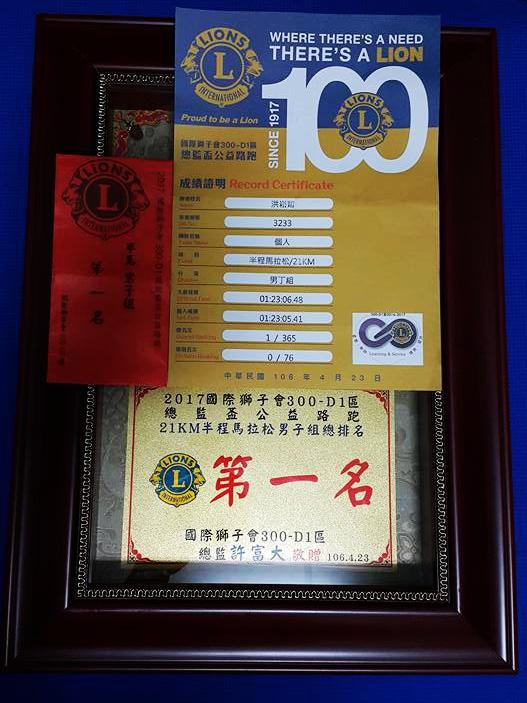 WHERE THERE'S A NEED
THERE'S A LION
100
SINCE 1917
LIONS
L
INTERNATIONAL
Proud to be a Lion
國際獅子會300-D1區
總監盃公益路跑
成績證明 Record Certificate
3233
個人
半程馬拉松/21KM
男丁組
01:23:06.48
01:23:05.41
1 / 365
0 / 76
Learning & Service
中華民國 106 年 4 月 23 日
LIONS
L
INTERNATIONAL
第一名
2017國際獅子會300-D1區
總監盃公益路跑
21KM半程馬拉松男子組總排名
LIONS
L
INTERNATIONAL
第一名
國際獅子會300-D1區
總監許富大 敬贈 106.4.23